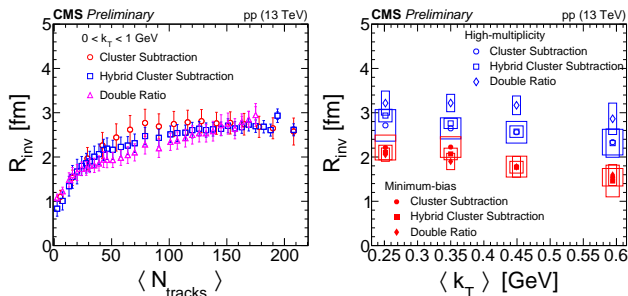 CMS Preliminary
pp (13 TeV)
0 < k_T < 1 GeV
Cluster Subtraction
Hybrid Cluster Subtraction
Double Ratio
R_inv [fm]
5
4
3
2
1
0
0
50
100
150
200
⟨ N_tracks ⟩
CMS Preliminary
pp (13 TeV)
High-multiplicity
Cluster Subtraction
Hybrid Cluster Subtraction
Double Ratio
R_inv [fm]
5
4
3
2
1
0
Minimum-bias
Cluster Subtraction
Hybrid Cluster Subtraction
Double Ratio
0.25 0.3 0.35 0.4 0.45 0.5 0.55 0.6
⟨ k_T ⟩ [GeV]